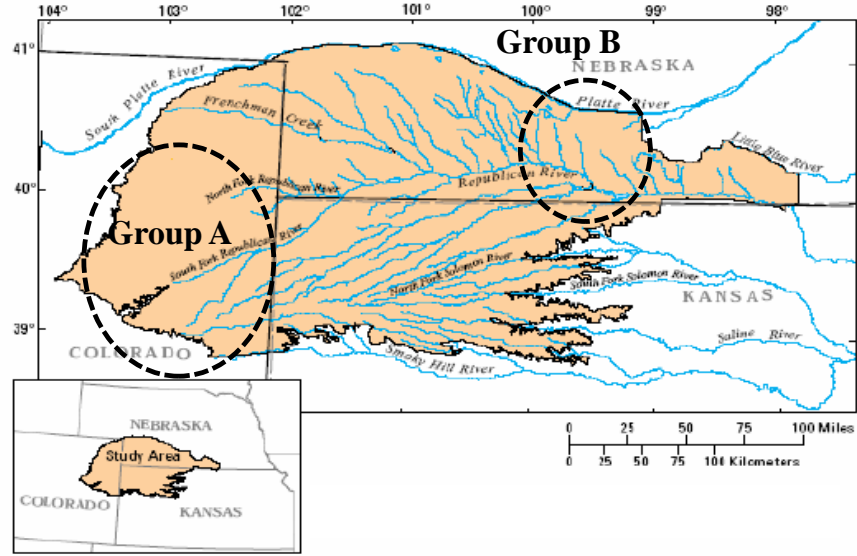 104° 103° 102° 101° 100° 99° 98°
41°
40°
39°
Group B
NEBRASKA
South Platte River
Platte River
Frenchman Creek
Little Blue River
Republican River
North Fork Republican River
Group A
South Fork Republican River
North Fork Solomon River
South Fork Solomon River
KANSAS
COLORADO
Saline River
Smoky Hill River
0 25 50 75 100 Miles
0 25 50 75 100 Kilometers
NEBRASKA
Study Area
COLORADO
KANSAS